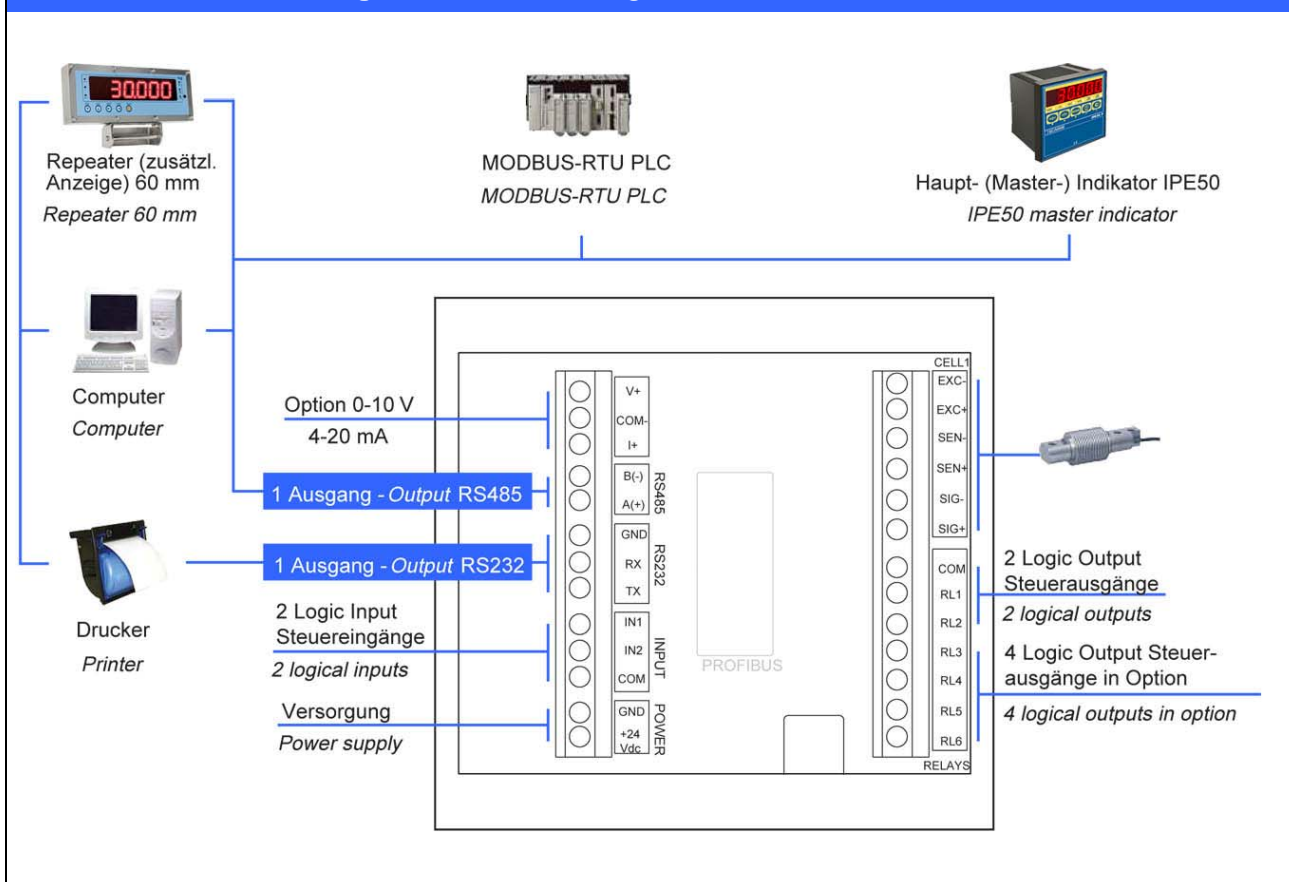 30.000
Repeater (zusätzl.
Anzeige) 60 mm
Repeater 60 mm
MODBUS-RTU PLC
MODBUS-RTU PLC
30.000
Haupt- (Master-) Indikator IPE50
IPE50 master indicator
Computer
Computer
Drucker
Printer
Option 0-10 V
4-20 mA
1 Ausgang - Output RS485
1 Ausgang - Output RS232
2 Logic Input
Steuereingänge
2 logical inputs
Versorgung
Power supply
V+
COM-
I+
B(-)
A(+)
RS485
GND
RX
TX
RS232
IN1
IN2
COM
INPUT
GND
+24
Vdc
POWER
PROFIBUS
CELL1
EXC-
EXC+
SEN-
SEN+
SIG-
SIG+
COM
RL1
RL2
RL3
RL4
RL5
RL6
RELAYS
2 Logic Output
Steuerausgänge
2 logical outputs
4 Logic Output Steuer-
ausgänge in Option
4 logical outputs in option